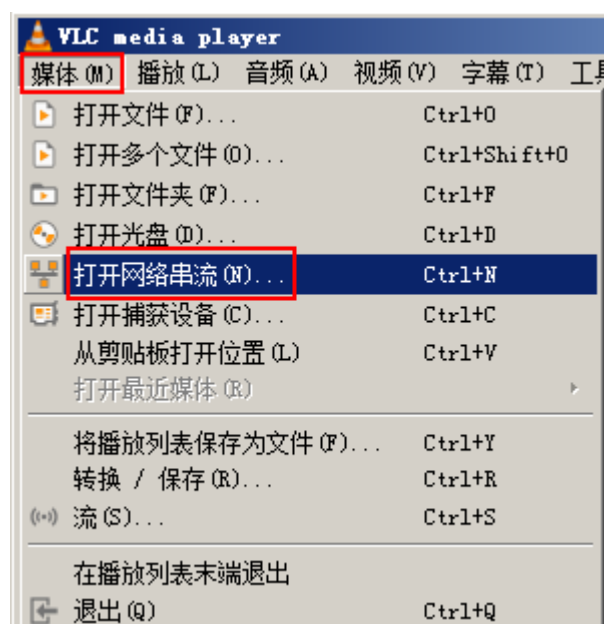 VLC media player
媒体(M) 播放(L) 音频(A) 视频(V) 字幕(T) 工具
打开文件(F)... Ctrl+O
打开多个文件(O)... Ctrl+Shift+O
打开文件夹(F)... Ctrl+F
打开光盘(D)... Ctrl+D
打开网络串流(N)... Ctrl+N
打开捕获设备(C)... Ctrl+C
从剪贴板打开位置(L) Ctrl+V
打开最近媒体(R)
将播放列表保存为文件(F)... Ctrl+Y
转换 / 保存(R)... Ctrl+R
流(S)... Ctrl+S
在播放列表末端退出
退出(Q) Ctrl+Q